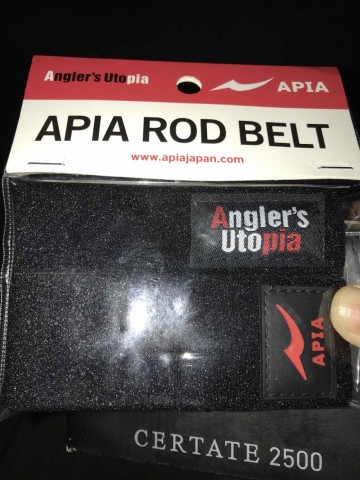 Angler's Utopia
APIA
APIA ROD BELT
www.apiajapan.com
Angler's
Utopia
APIA
CERTATE 2500